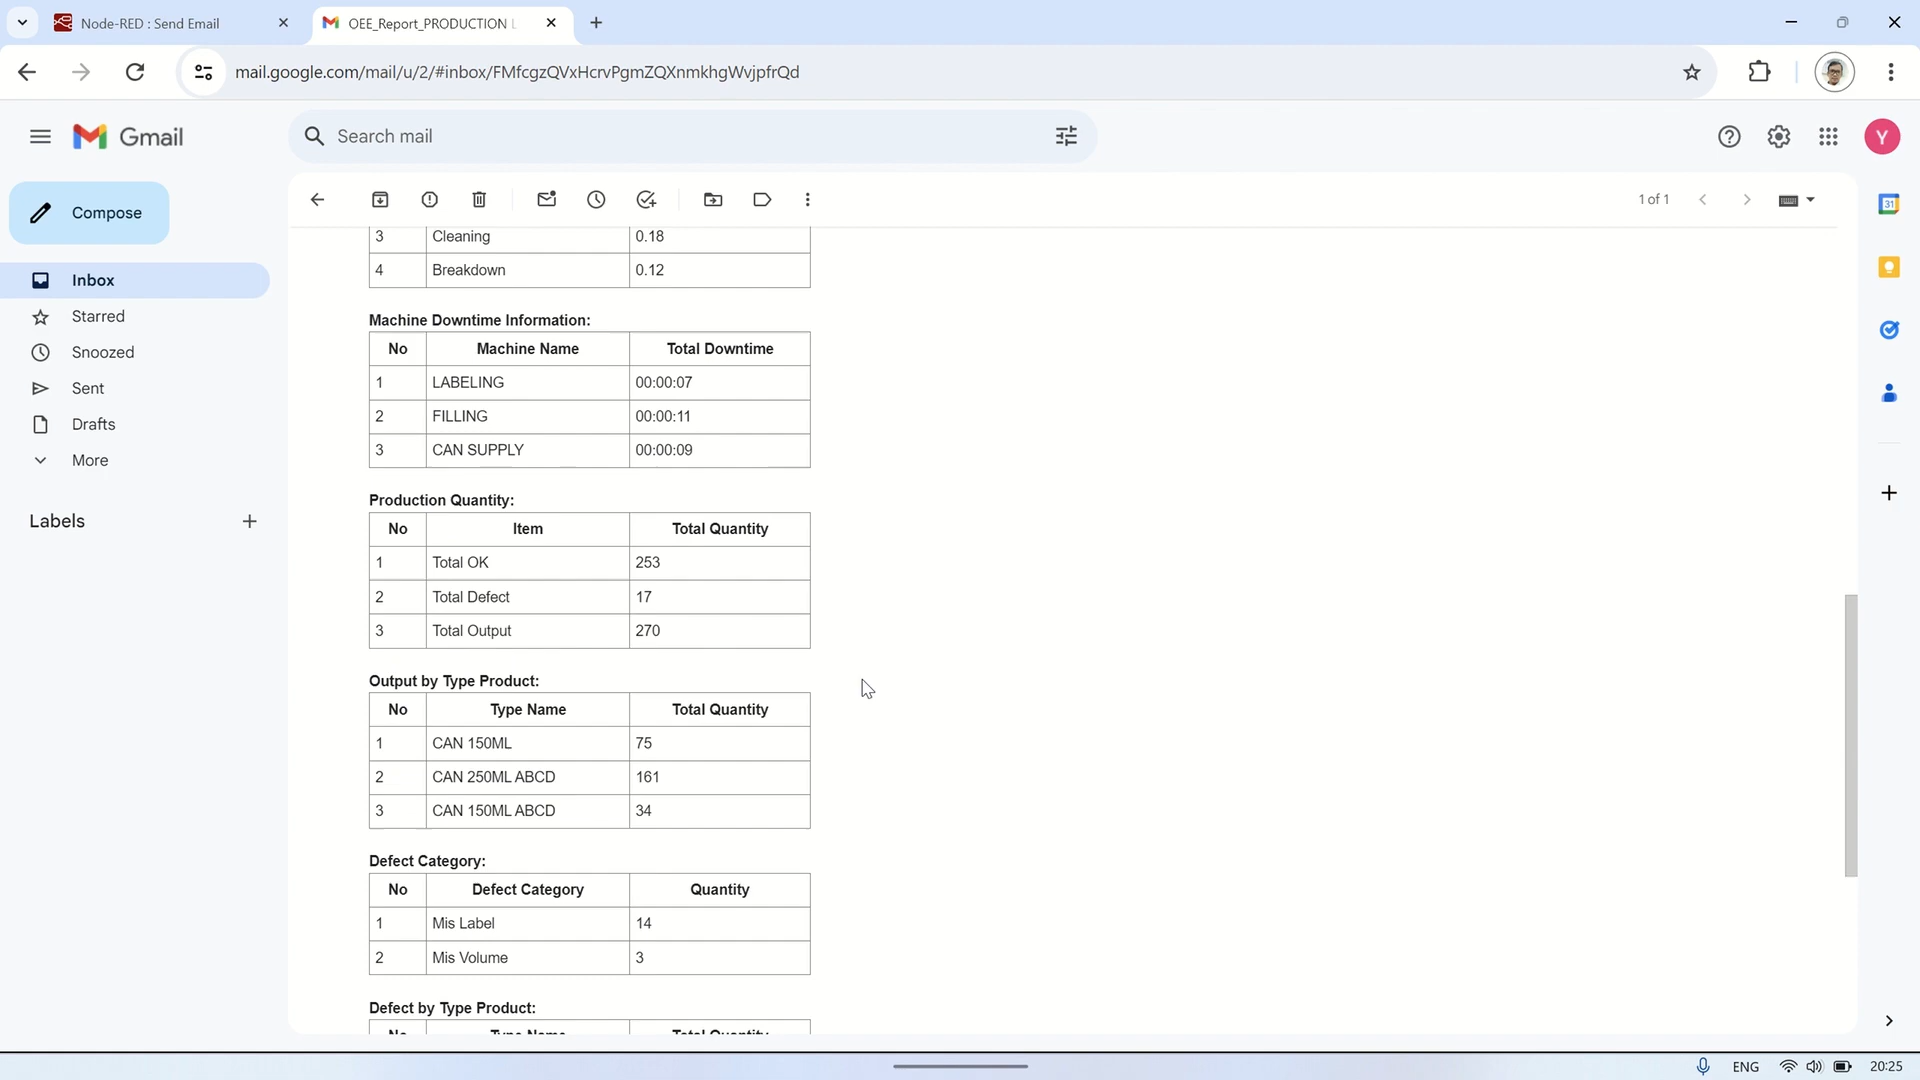 Node-RED : Send Email
OEE_Report_PRODUCTION L
mail.google.com/mail/u/2/#inbox/FMfcgzQVxHcrvPgmZQXnmkhgWvjpfrQd
Gmail
Search mail
Y
Compose
1 of 1
31
Inbox
Starred
Snoozed
Sent
Drafts
More
Labels
3 Cleaning 0.18
4 Breakdown 0.12
Machine Downtime Information:
No Machine Name Total Downtime
1 LABELING 00:00:07
2 FILLING 00:00:11
3 CAN SUPPLY 00:00:09
Production Quantity:
No Item Total Quantity
1 Total OK 253
2 Total Defect 17
3 Total Output 270
Output by Type Product:
No Type Name Total Quantity
1 CAN 150ML 75
2 CAN 250ML ABCD 161
3 CAN 150ML ABCD 34
Defect Category:
No Defect Category Quantity
1 Mis Label 14
2 Mis Volume 3
Defect by Type Product:
No Type Name Total Quantity
ENG
20:25